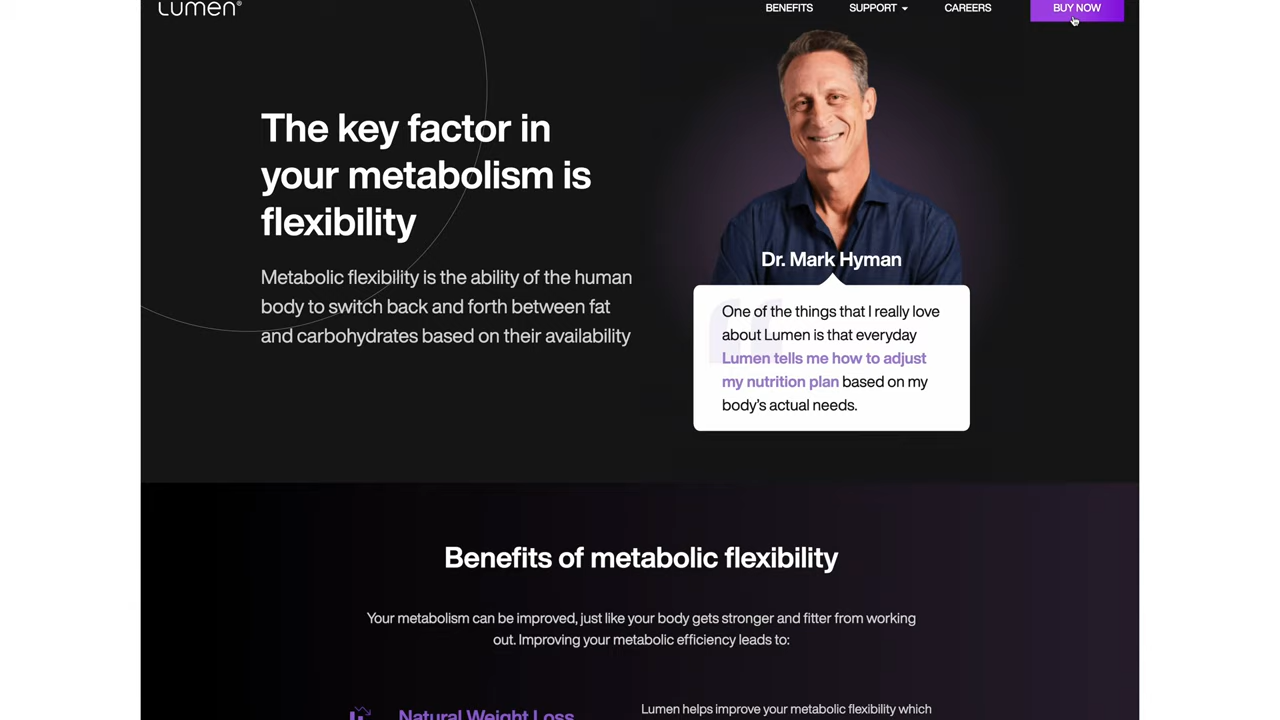 Lumen®
BENEFITS
SUPPORT
CAREERS
BUY NOW
The key factor in
your metabolism is
flexibility
Metabolic flexibility is the ability of the human
body to switch back and forth between fat
and carbohydrates based on their availability
Dr. Mark Hyman
One of the things that I really love
about Lumen is that everyday
Lumen tells me how to adjust
my nutrition plan based on my
body's actual needs.
Benefits of metabolic flexibility
Your metabolism can be improved, just like your body gets stronger and fitter from working
out. Improving your metabolic efficiency leads to:
Natural Weight Loss
Lumen helps improve your metabolic flexibility which